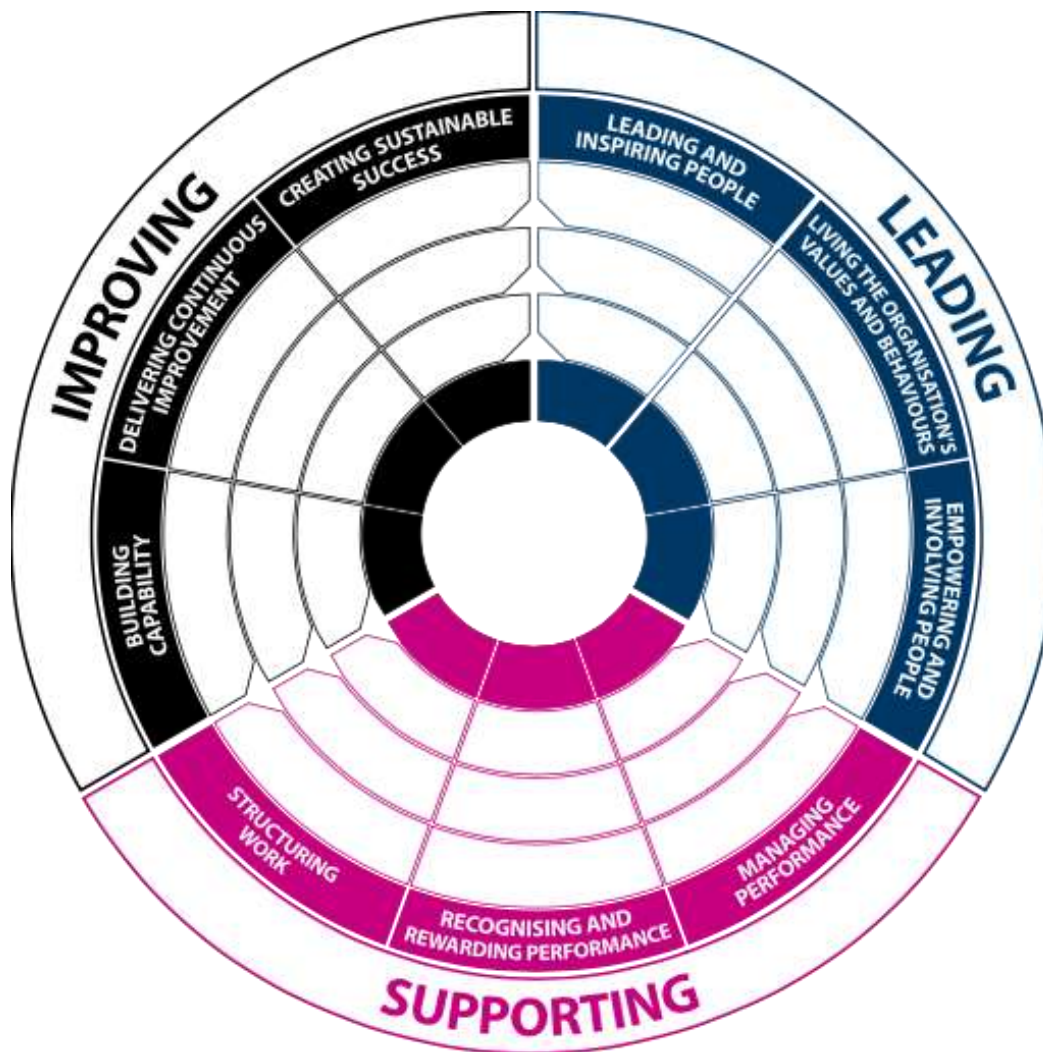 LEADING
LEADING AND
INSPIRING PEOPLE
LIVING THE ORGANISATION'S
VALUES AND BEHAVIOURS
EMPOWERING AND
INVOLVING PEOPLE
SUPPORTING
MANAGING
PERFORMANCE
RECOGNISING AND
REWARDING PERFORMANCE
STRUCTURING
WORK
IMPROVING
BUILDING
CAPABILITY
DELIVERING CONTINUOUS
IMPROVEMENT
CREATING SUSTAINABLE
SUCCESS